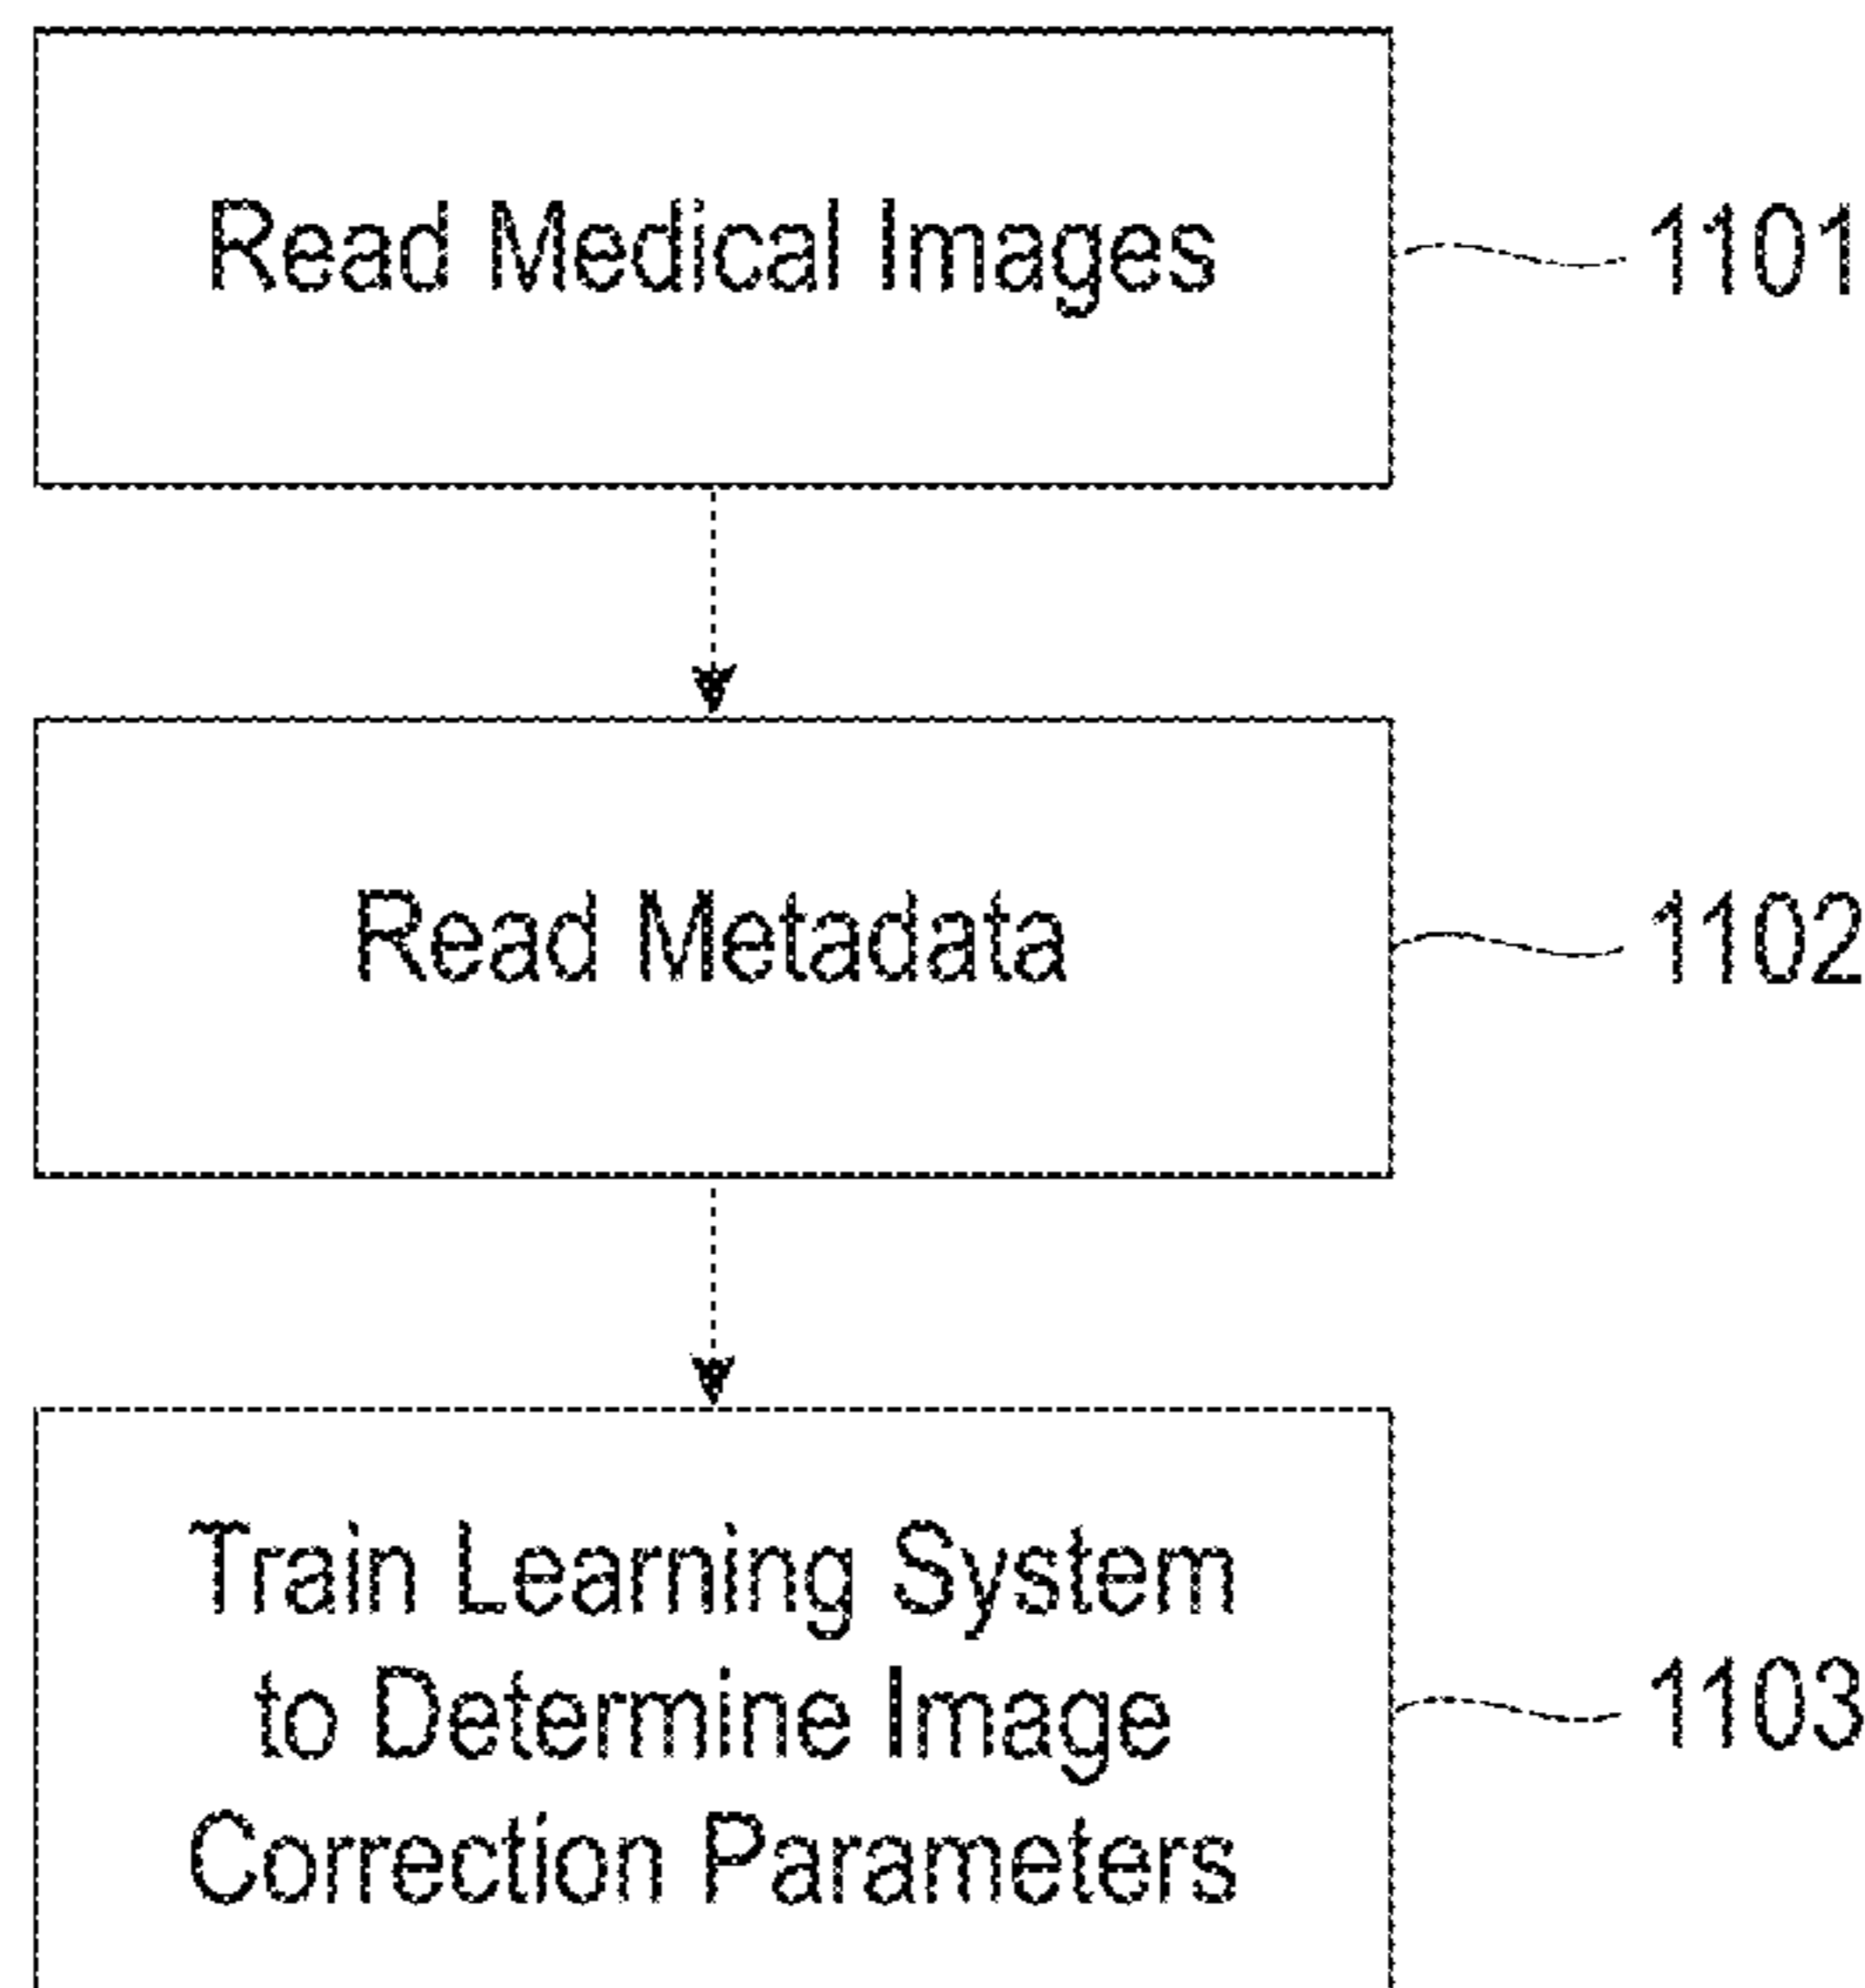 Read Medical Images
1101
Read Metadata
1102
Train Learning System
to Determine Image
Correction Parameters
1103